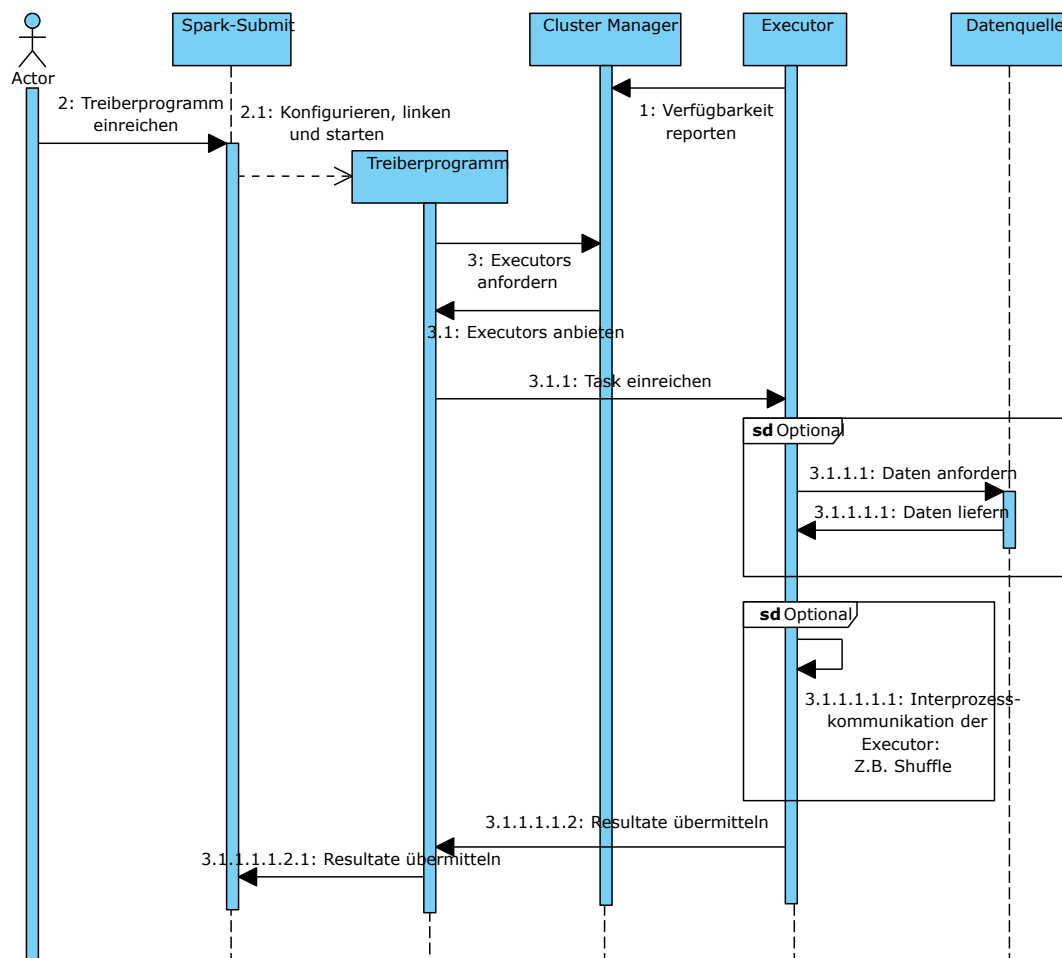 Spark-Submit
Cluster Manager
Executor
Datenquelle
Actor
2: Treiberprogramm
einreichen
2.1: Konfigurieren, linken
und starten
1: Verfügbarkeit
reporten
Treiberprogramm
3: Executors
anfordern
3.1: Executors anbieten
3.1.1: Task einreichen
sd Optional
3.1.1.1: Daten anfordern
3.1.1.1.1: Daten liefern
sd Optional
3.1.1.1.1.1: Interprozess-
kommunikation der
Executor:
Z.B. Shuffle
3.1.1.1.1.2: Resultate übermitteln
3.1.1.1.1.2.1: Resultate übermitteln